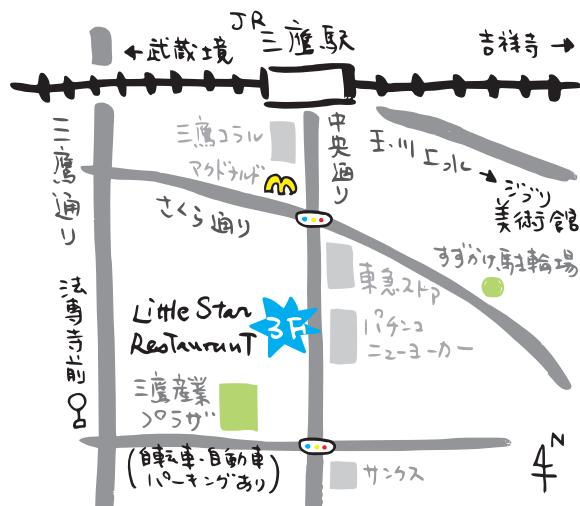 JR
三鷹駅
←武蔵境
吉祥寺→
三鷹コラル
マクドナルド
中央通り
玉川上水
ジブリ
美術館
三鷹通り
さくら通り
すずかけ駐輪場
東急ストア
Little Star
Restaurunt
3F
パチンコ
ニューヨーカー
法専寺前
三鷹産業
プラザ
(自転車・自動車
パーキングあり)
サンクス
N